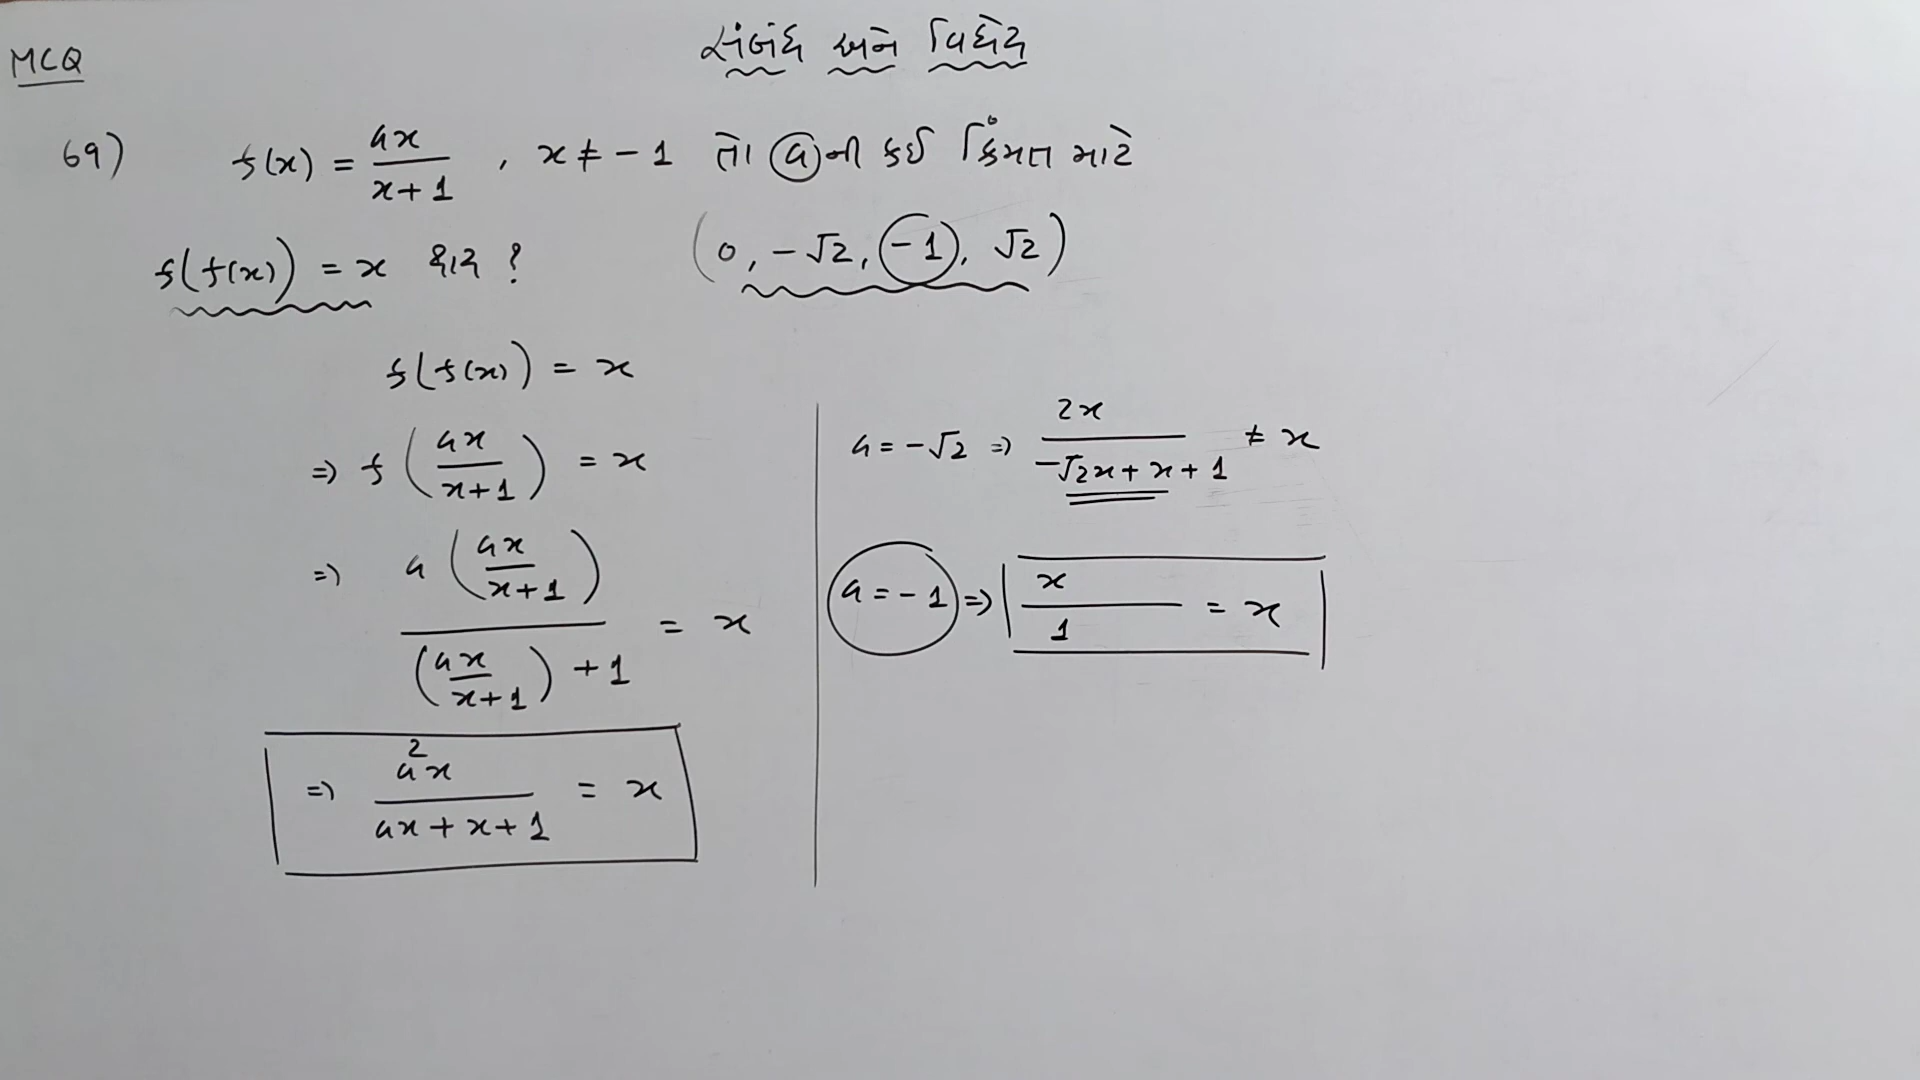 MCQ
સંબંધ અને વિધેય
69) f(x) = ax/(x+1) , x ≠ -1 તો a ની કઈ કિંમત માટે
f(f(x)) = x થાય ? (0, -√2, -1, √2)
f(f(x)) = x
⇒ f(ax/(x+1)) = x
⇒ a(ax/(x+1)) / ((ax/(x+1)) + 1) = x
⇒ a²x/(ax+x+1) = x
a = -√2 ⇒ 2x/(-√2x+x+1) ≠ x
a = -1 ⇒ x/1 = x